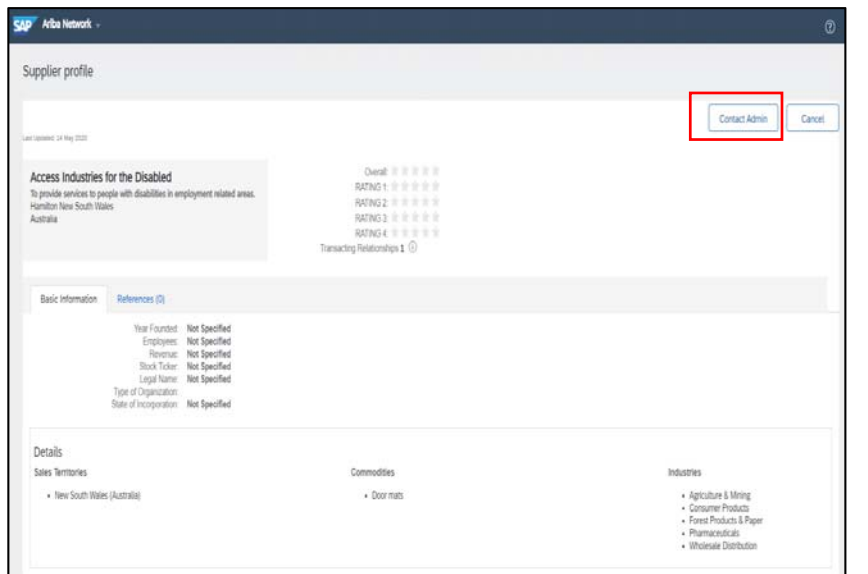 SAP Ariba Network
Supplier profile
Contact Admin
Cancel
Last Updated: 14 May 2020
Access Industries for the Disabled
To provide services to people with disabilities in employment related areas.
Hamilton New South Wales
Australia
Overall:
RATING 1:
RATING 2:
RATING 3:
RATING 4:
Transacting Relationships 1
Basic Information
References (0)
Year Founded: Not Specified
Employees: Not Specified
Revenue: Not Specified
Stock Ticker: Not Specified
Legal Name: Not Specified
Type of Organization:
State of Incorporation: Not Specified
Details
Sales Territories
• New South Wales (Australia)
Commodities
• Door mats
Industries
• Agriculture & Mining
• Consumer Products
• Forest Products & Paper
• Pharmaceuticals
• Wholesale Distribution